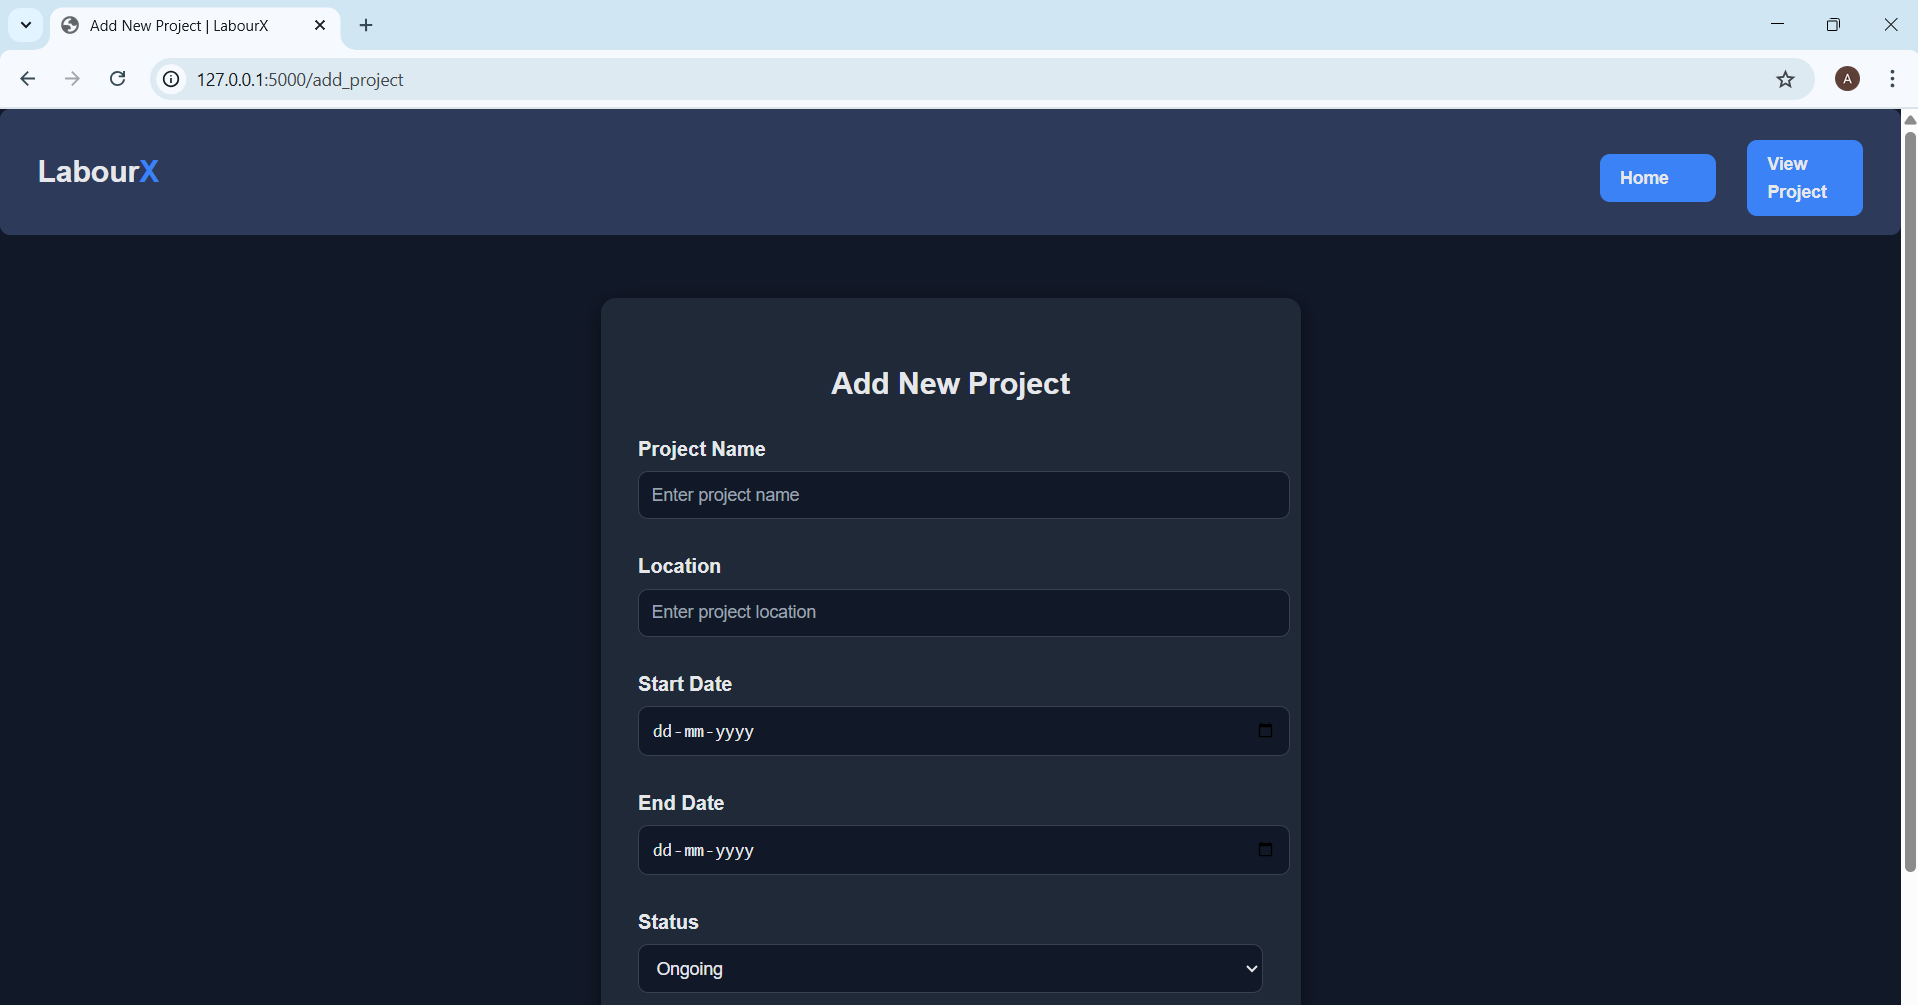 Add New Project | LabourX
127.0.0.1:5000/add_project
A
LabourX
Home
View
Project
Add New Project
Project Name
Enter project name
Location
Enter project location
Start Date
dd-mm-yyyy
End Date
dd-mm-yyyy
Status
Ongoing